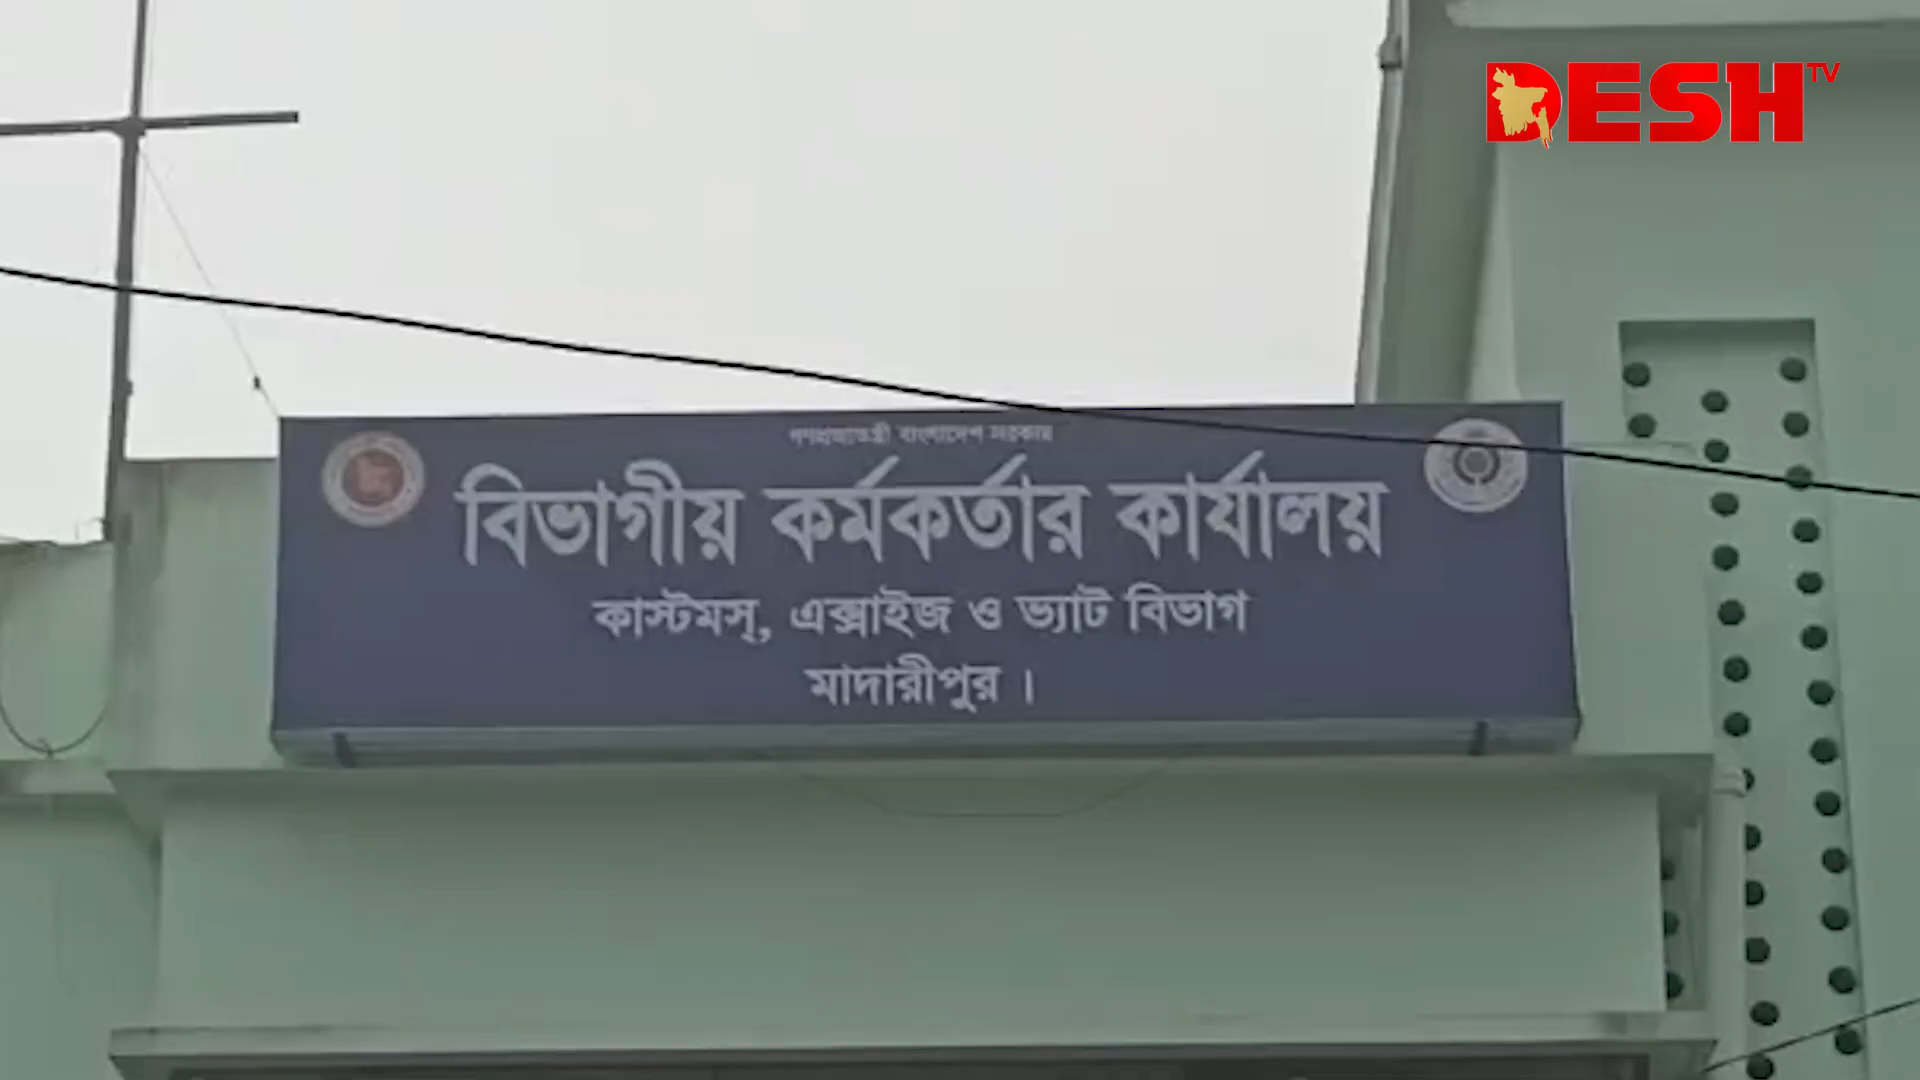 DESH TV
গণপ্রজাতন্ত্রী বাংলাদেশ সরকার
বিভাগীয় কর্মকর্তার কার্যালয়
কাস্টমস্, এক্সাইজ ও ভ্যাট বিভাগ
মাদারীপুর ।